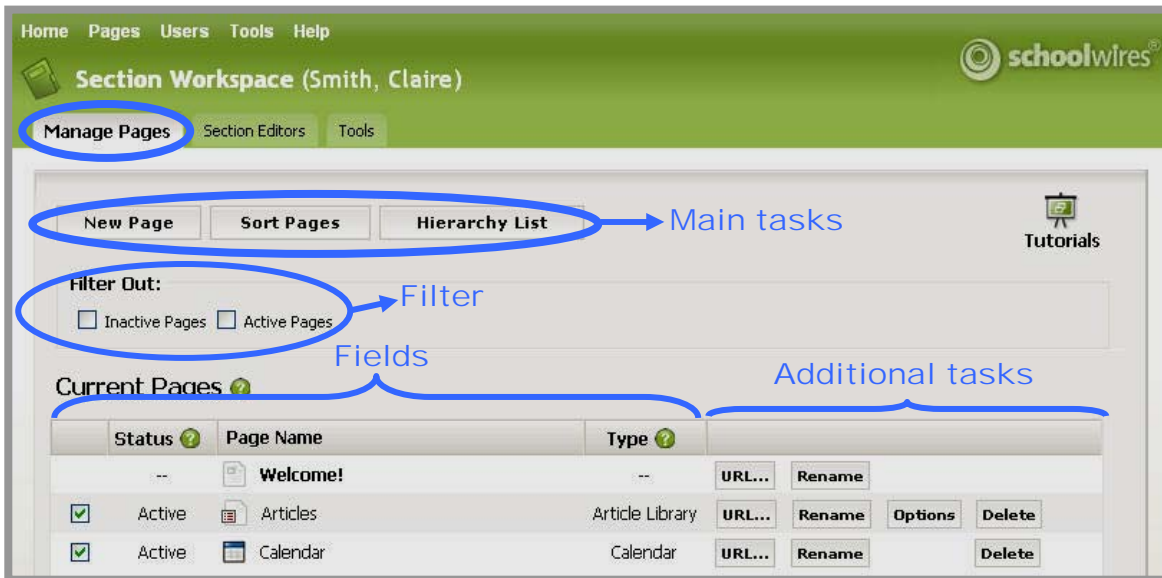 Home Pages Users Tools Help
schoolwires®
Section Workspace (Smith, Claire)
Manage Pages Section Editors Tools
New Page Sort Pages Hierarchy List Main tasks
Tutorials
Filter Out:
Filter
Inactive Pages Active Pages
Fields
Additional tasks
Current Pages ?
Status ? Page Name Type ?
-- Welcome! -- URL... Rename
Active Articles Article Library URL... Rename Options Delete
Active Calendar Calendar URL... Rename Delete